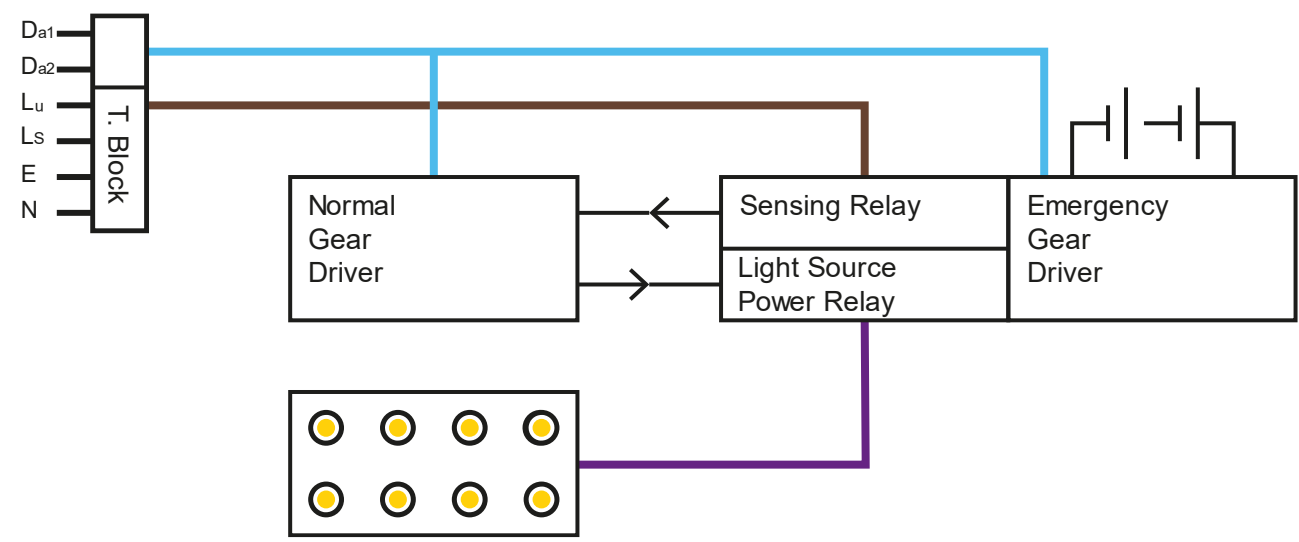 Da1
Da2
Lu
Ls
E
N
T. Block
Normal
Gear
Driver
Sensing Relay
Light Source
Power Relay
Emergency
Gear
Driver